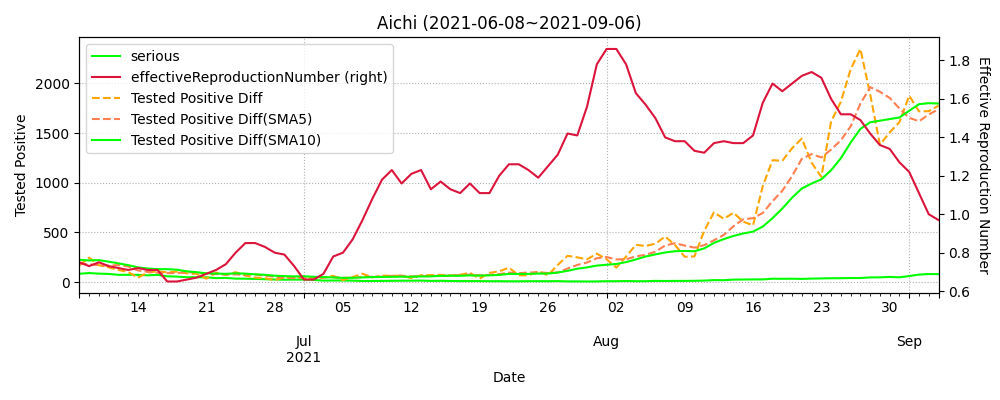 Aichi (2021-06-08~2021-09-06)
serious
effectiveReproductionNumber (right)
Tested Positive Diff
Tested Positive Diff(SMA5)
Tested Positive Diff(SMA10)
Tested Positive
2000
1500
1000
500
0
Effective Reproduction Number
1.8
1.6
1.4
1.2
1.0
0.8
0.6
14 21 28 05 12 19 26 02 09 16 23 30
Jul Aug Sep
2021
Date